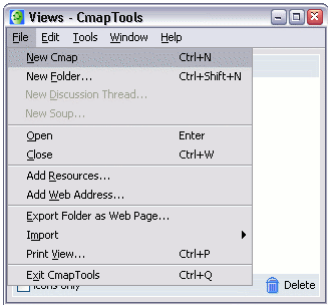 Views - CmapTools
File Edit Tools Window Help
New Cmap Ctrl+N
New Folder... Ctrl+Shift+N
New Discussion Thread...
New Soup...
Open Enter
Close Ctrl+W
Add Resources...
Add Web Address...
Export Folder as Web Page...
Import
Print View... Ctrl+P
Exit CmapTools Ctrl+Q
Icons only Delete